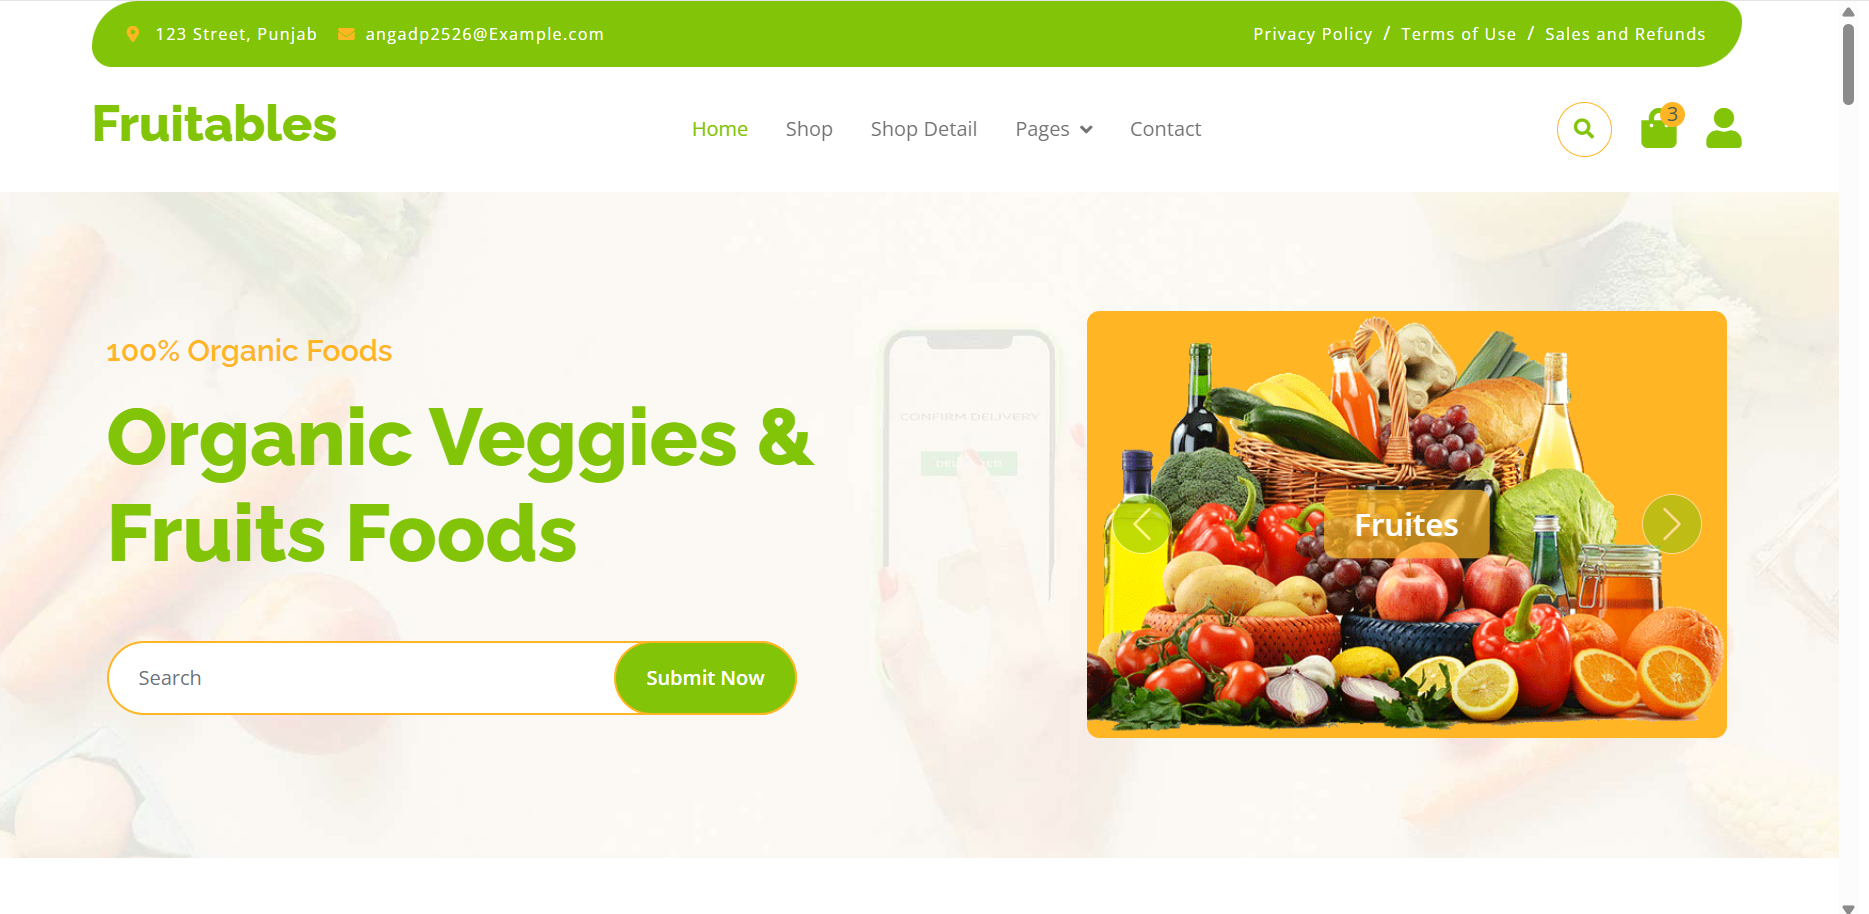 123 Street, Punjab angadp2526@Example.com Privacy Policy / Terms of Use / Sales and Refunds
Fruitables Home Shop Shop Detail Pages Contact 3
100% Organic Foods
Organic Veggies &
Fruits Foods
CONFIRM DELIVERY
Fruites
Search Submit Now